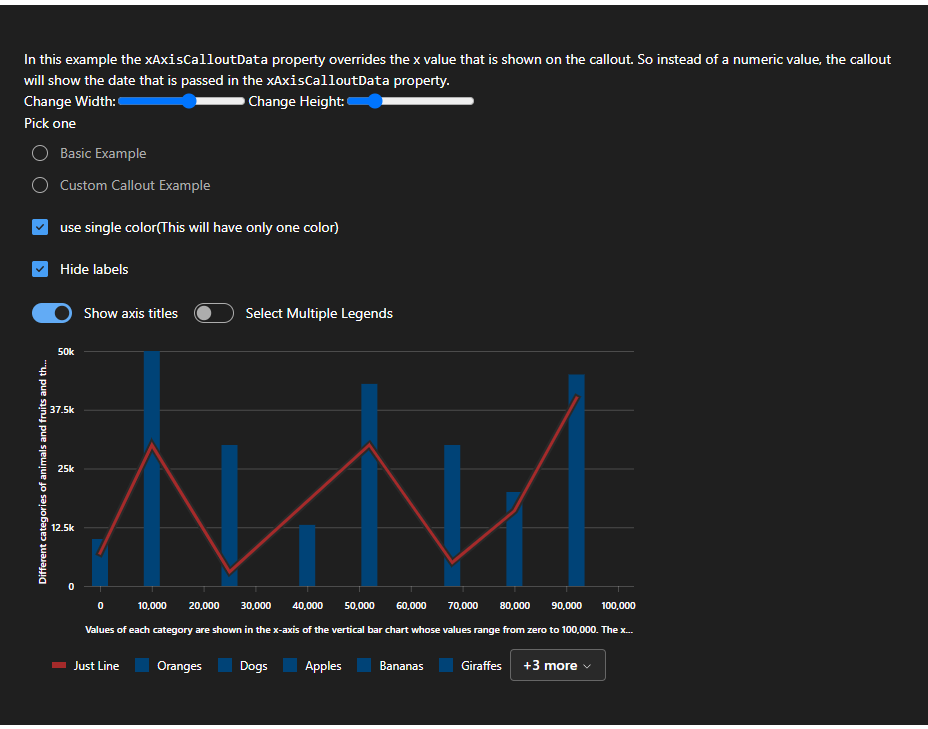 In this example the xAxisCalloutData property overrides the x value that is shown on the callout. So instead of a numeric value, the callout
will show the date that is passed in the xAxisCalloutData property.
Change Width: Change Height:
Pick one
Basic Example
Custom Callout Example
use single color(This will have only one color)
Hide labels
Show axis titles Select Multiple Legends
Different categories of animals and fruits and th...
50k
37.5k
25k
12.5k
0
0 10,000 20,000 30,000 40,000 50,000 60,000 70,000 80,000 90,000 100,000
Values of each category are shown in the x-axis of the vertical bar chart whose values range from zero to 100,000. The x...
Just Line Oranges Dogs Apples Bananas Giraffes +3 more